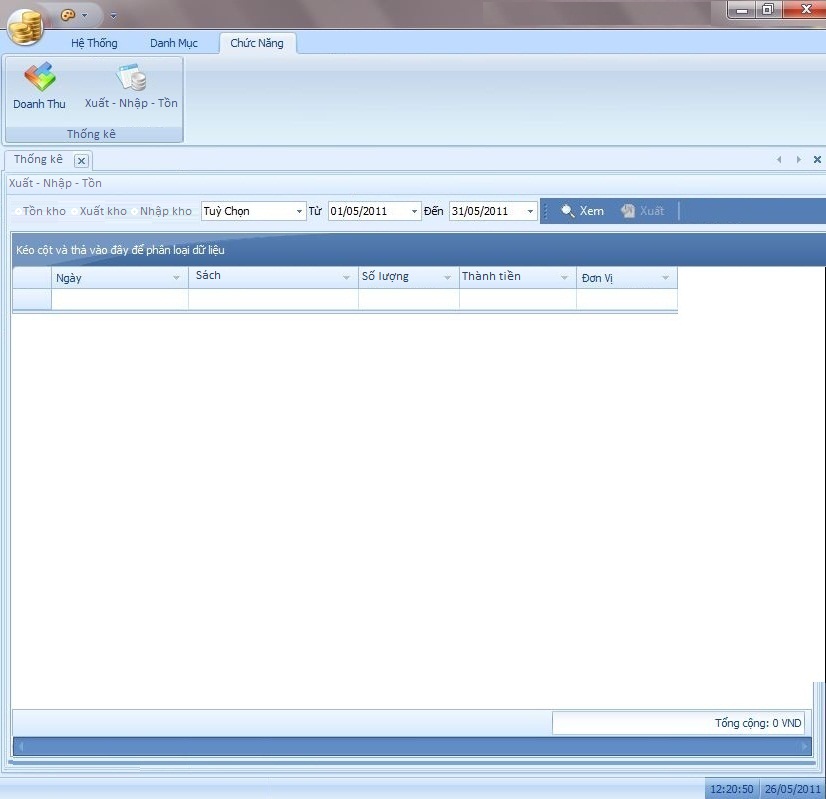 Hệ Thống Danh Mục Chức Năng
Doanh Thu Xuất - Nhập - Tồn
Thống kê
Thống kê
Xuất - Nhập - Tồn
Tồn kho Xuất kho Nhập kho Tuỳ Chọn Từ 01/05/2011 Đến 31/05/2011 Xem Xuất
Kéo cột và thả vào đây để phân loại dữ liệu
Ngày Sách Số lượng Thành tiền Đơn Vị
Tổng cộng: 0 VND
12:20:50 26/05/2011